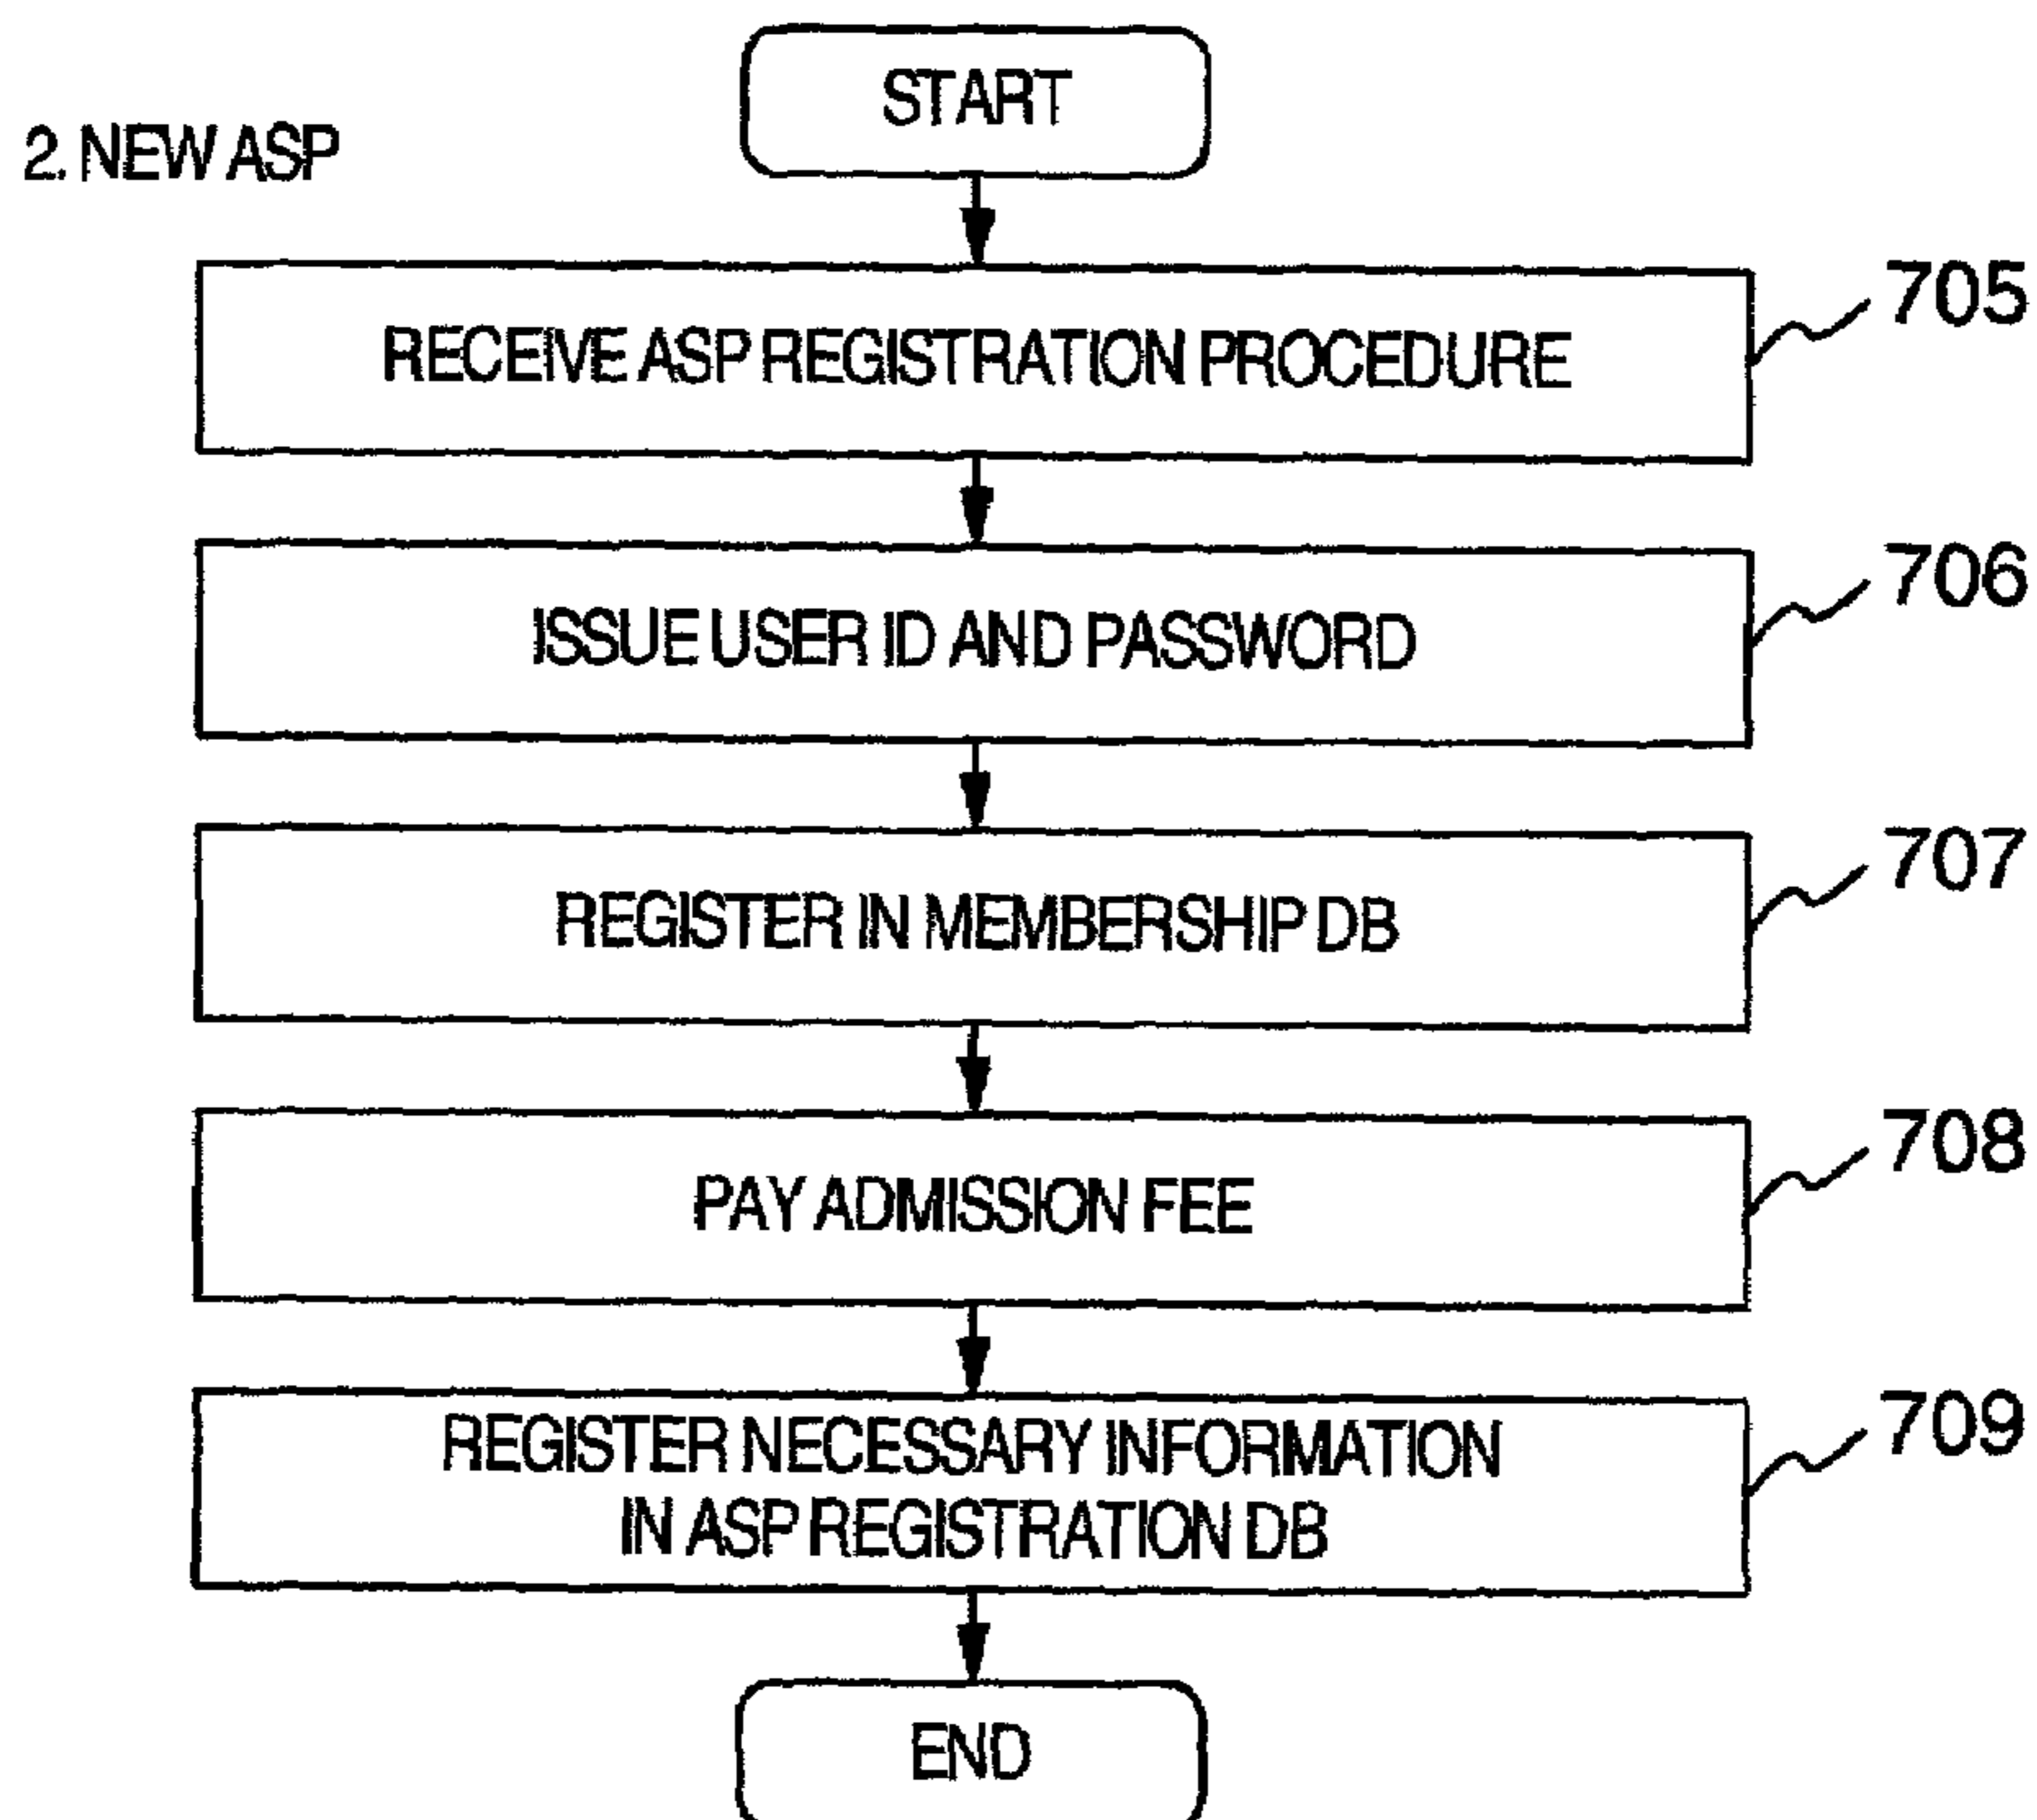 START
2. NEW ASP
RECEIVE ASP REGISTRATION PROCEDURE
705
ISSUE USER ID AND PASSWORD
706
REGISTER IN MEMBERSHIP DB
707
PAY ADMISSION FEE
708
REGISTER NECESSARY INFORMATION
IN ASP REGISTRATION DB
709
END